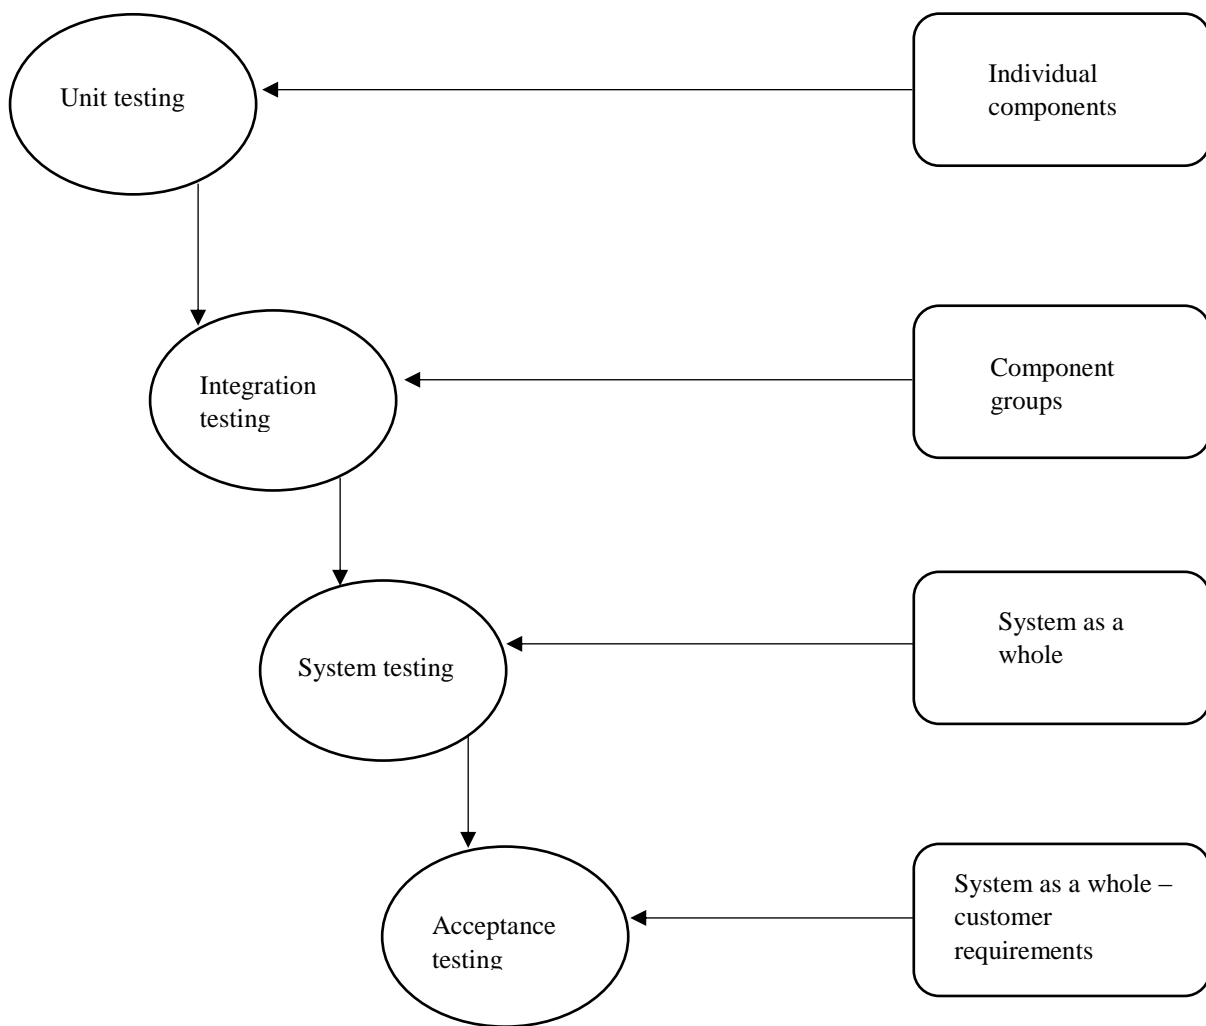 Unit testing
Individual
components
Integration
testing
Component
groups
System testing
System as a
whole
Acceptance
testing
System as a whole –
customer
requirements